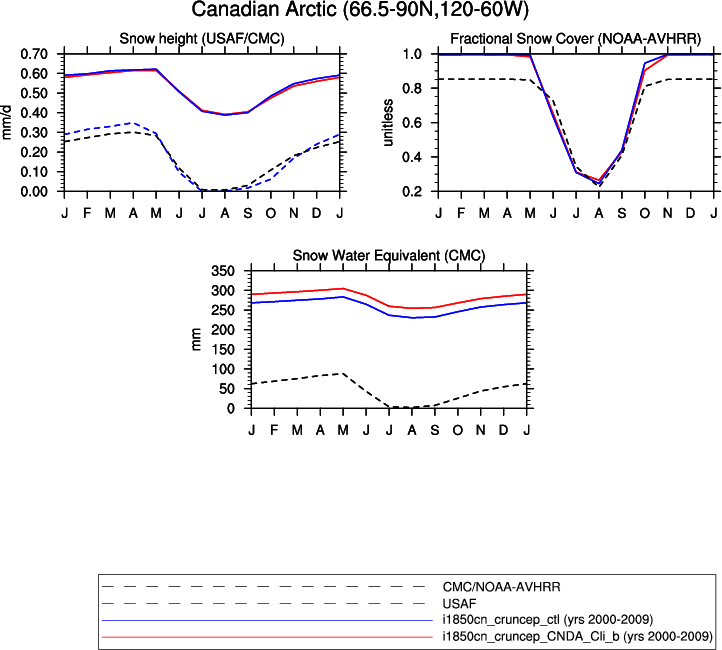 Canadian Arctic (66.5-90N,120-60W)
Snow height (USAF/CMC)
0.70
0.60
0.50
0.40
0.30
0.20
0.10
0.00
mm/d
J F M A M J J A S O N D J
Fractional Snow Cover (NOAA-AVHRR)
1.0
0.8
0.6
0.4
0.2
unitless
J F M A M J J A S O N D J
Snow Water Equivalent (CMC)
350
300
250
200
150
100
50
0
mm
J F M A M J J A S O N D J
CMC/NOAA-AVHRR
USAF
i1850cn_cruncep_ctl (yrs 2000-2009)
i1850cn_cruncep_CNDA_Cli_b (yrs 2000-2009)